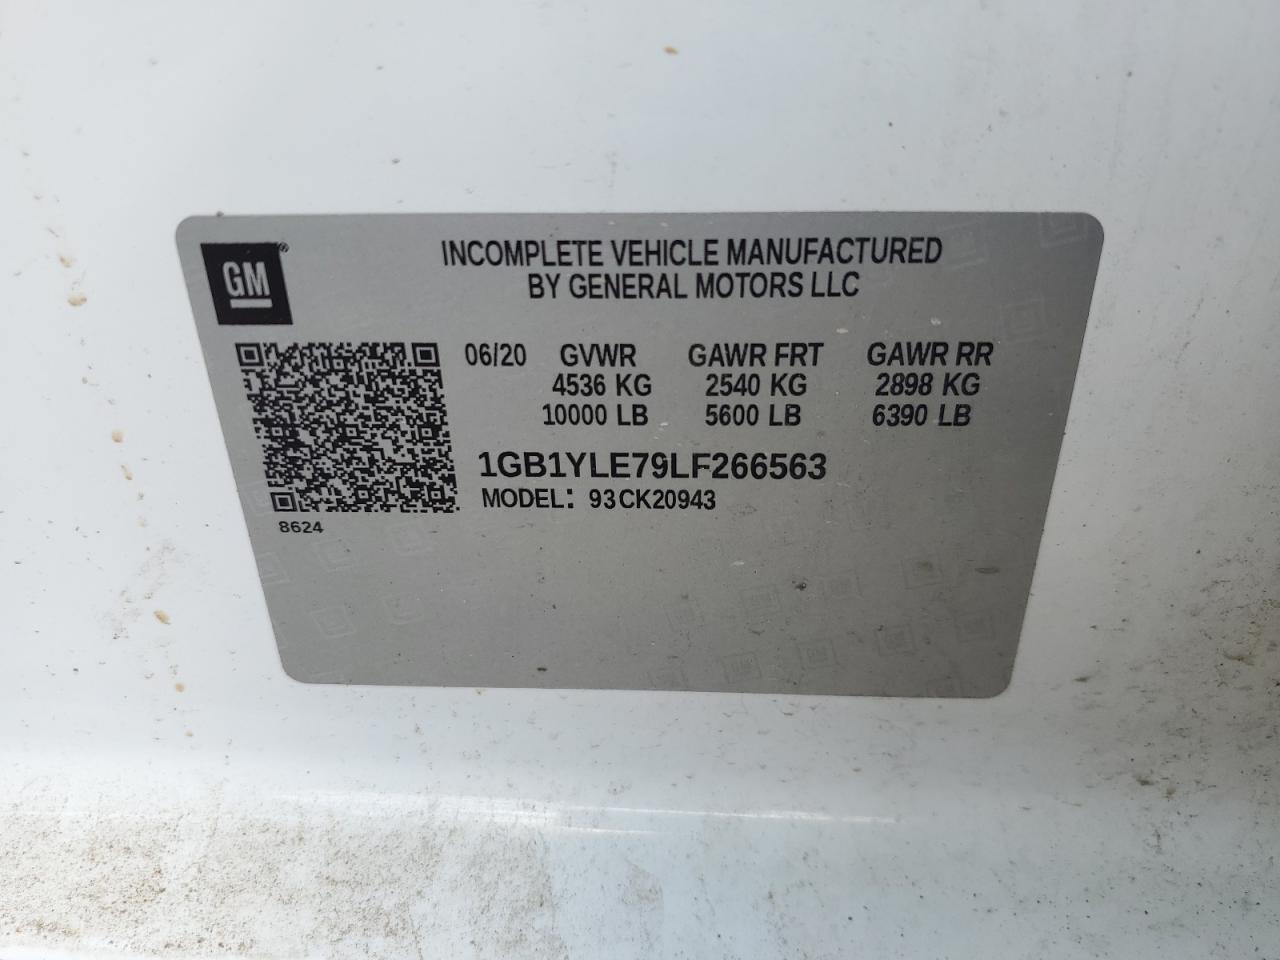 GM®
INCOMPLETE VEHICLE MANUFACTURED
BY GENERAL MOTORS LLC
06/20 GVWR GAWR FRT GAWR RR
4536 KG 2540 KG 2898 KG
10000 LB 5600 LB 6390 LB
1GB1YLE79LF266563
MODEL: 93CK20943
8624